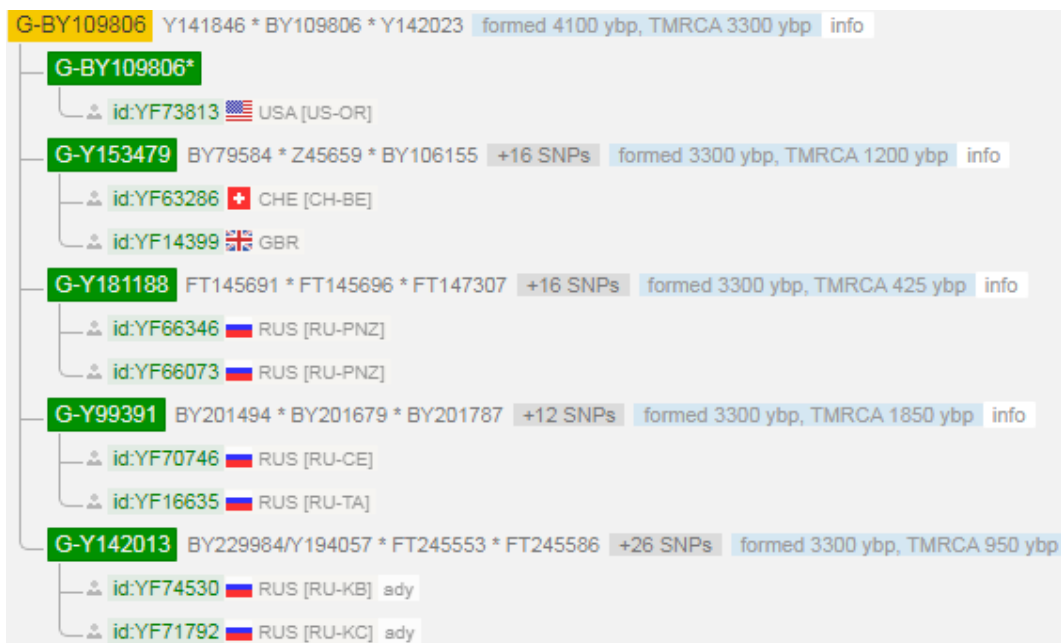 G-BY109806 Y141846 * BY109806 * Y142023 formed 4100 ybp, TMRCA 3300 ybp info
G-BY109806*
id:YF73813 USA [US-OR]
G-Y153479 BY79584 * Z45659 * BY106155 +16 SNPs formed 3300 ybp, TMRCA 1200 ybp info
id:YF63286 CHE [CH-BE]
id:YF14399 GBR
G-Y181188 FT145691 * FT145696 * FT147307 +16 SNPs formed 3300 ybp, TMRCA 425 ybp info
id:YF66346 RUS [RU-PNZ]
id:YF66073 RUS [RU-PNZ]
G-Y99391 BY201494 * BY201679 * BY201787 +12 SNPs formed 3300 ybp, TMRCA 1850 ybp info
id:YF70746 RUS [RU-CE]
id:YF16635 RUS [RU-TA]
G-Y142013 BY229984/Y194057 * FT245553 * FT245586 +26 SNPs formed 3300 ybp, TMRCA 950 ybp
id:YF74530 RUS [RU-KB] ady
id:YF71792 RUS [RU-KC] ady